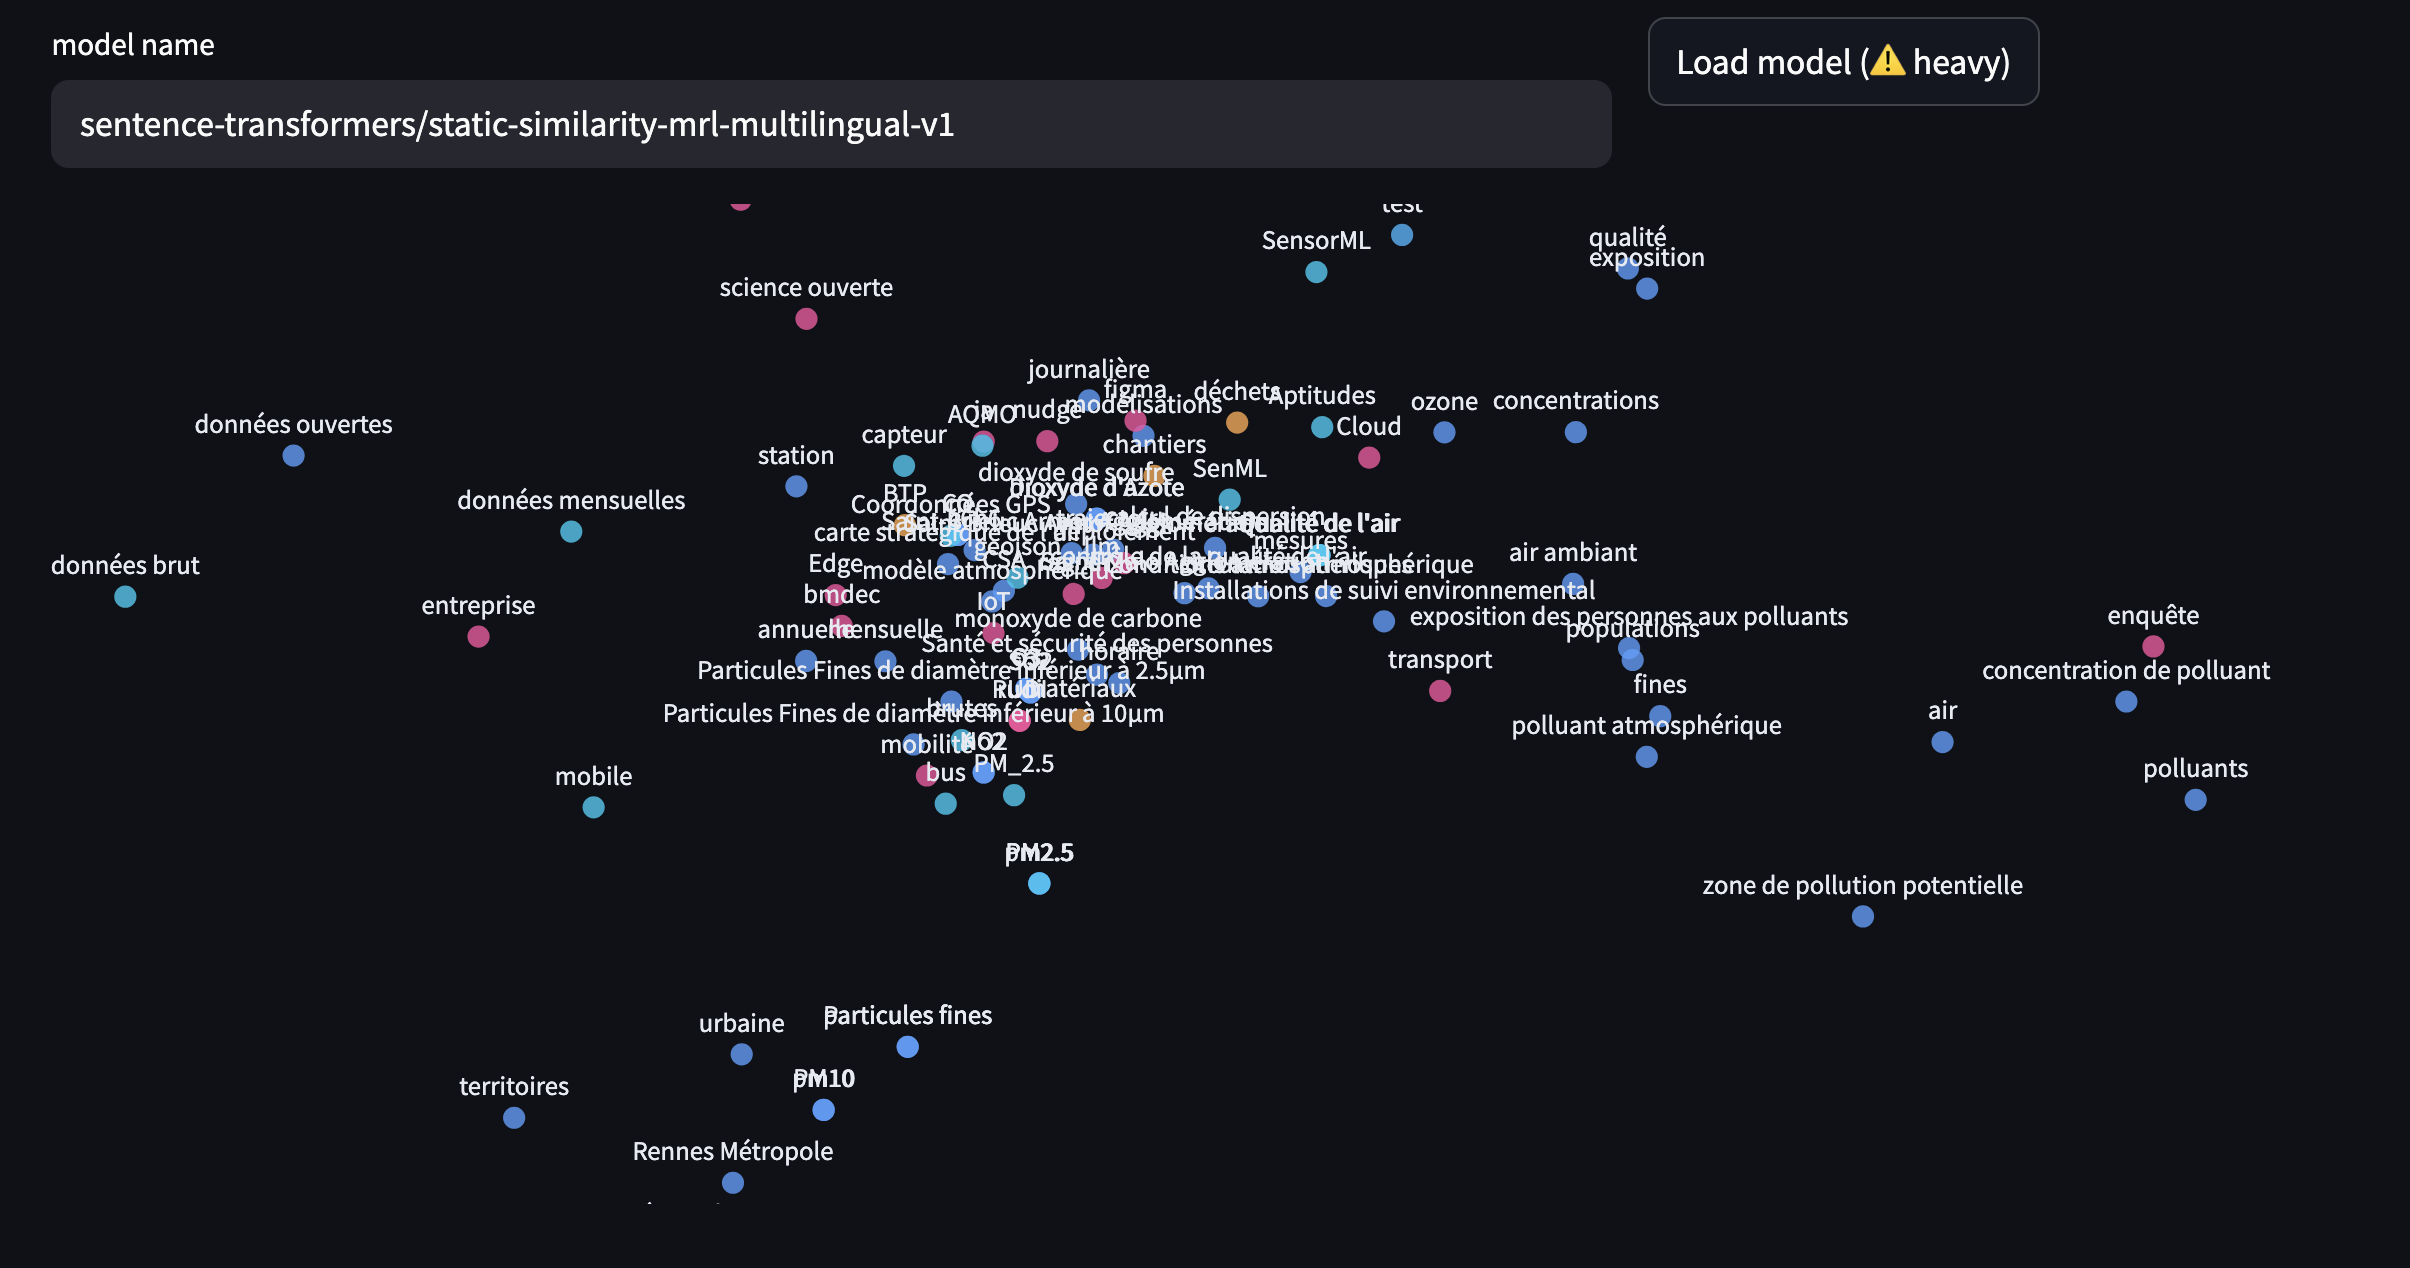 model name
Load model (⚠️ heavy)
sentence-transformers/static-similarity-mrl-multilingual-v1
test
SensorML
qualité
exposition
science ouverte
journalière
figma
déchets
Aptitudes
modélisations
nudge
AQMO
ozone
concentrations
données ouvertes
Cloud
capteur
chantiers
station
SenML
dioxyde de soufre
dioxyde d'Azote
données mensuelles
BTP
Coordonnées GPS
calcul de dispersion
qualité de l'air
carte stratégique de l'air
mesures
geojson
air ambiant
CSA
Edge
modèle atmosphérique
données brut
bmdec
Installations de suivi environnemental
IoT
entreprise
monoxyde de carbone
exposition des personnes aux polluants
enquête
annuelle
mensuelle
populations
Santé et sécurité des personnes
horaire
transport
Particules Fines de diamètre inférieur à 2.5µm
concentration de polluant
fines
matériaux
brutes
Particules Fines de diamètre inférieur à 10µm
air
polluant atmosphérique
mobilité
NO2
PM_2.5
bus
mobile
polluants
PM2.5
zone de pollution potentielle
Particules fines
urbaine
PM10
territoires
Rennes Métropole